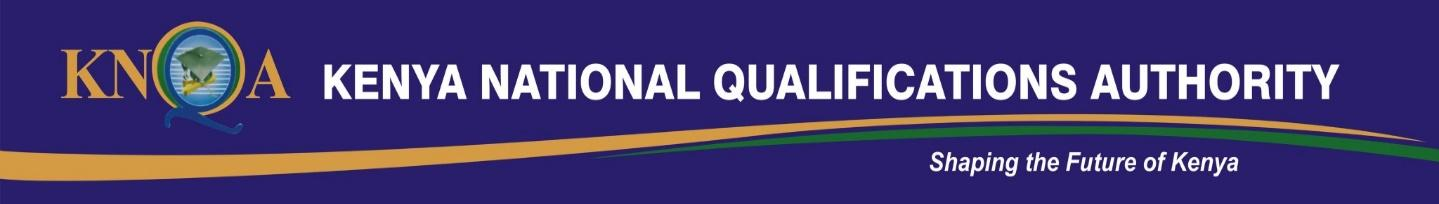 KNQA KENYA NATIONAL QUALIFICATIONS AUTHORITY
Shaping the Future of Kenya